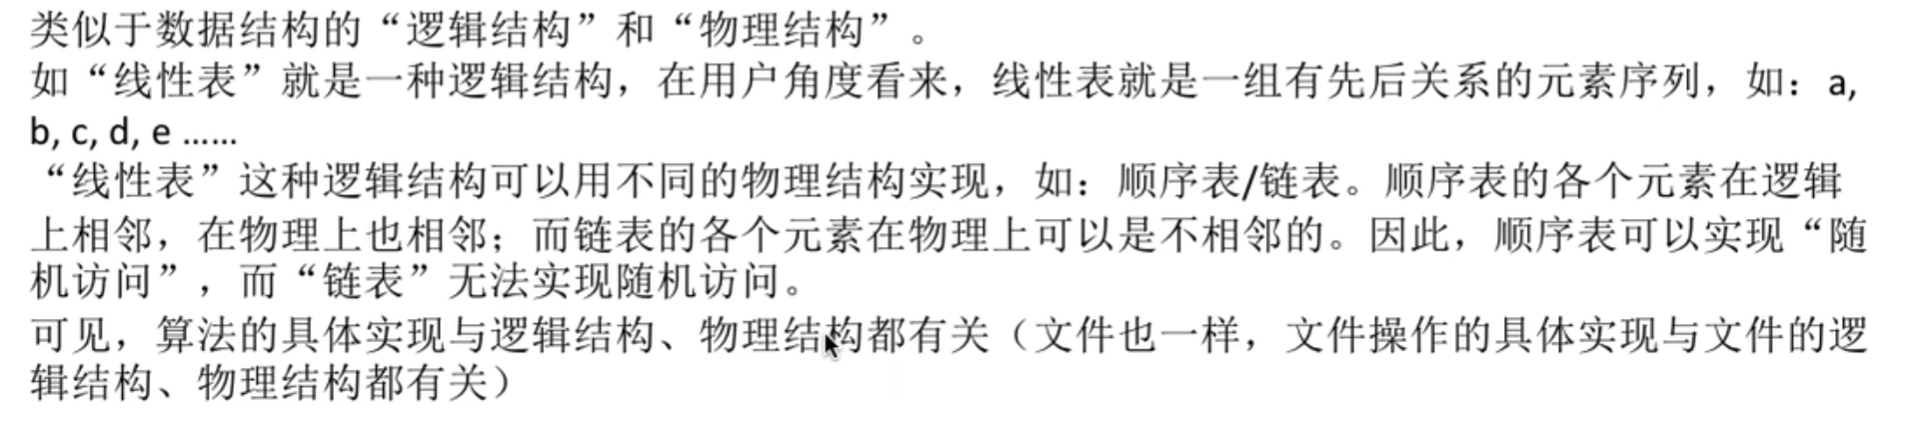 类似于数据结构的“逻辑结构”和“物理结构”。
如“线性表”就是一种逻辑结构，在用户角度看来，线性表就是一组有先后关系的元素序列，如：a,
b, c, d, e ……
“线性表”这种逻辑结构可以用不同的物理结构实现，如：顺序表/链表。顺序表的各个元素在逻辑
上相邻，在物理上也相邻；而链表的各个元素在物理上可以是不相邻的。因此，顺序表可以实现“随
机访问”，而“链表”无法实现随机访问。
可见，算法的具体实现与逻辑结构、物理结构都有关（文件也一样，文件操作的具体实现与文件的逻
辑结构、物理结构都有关）